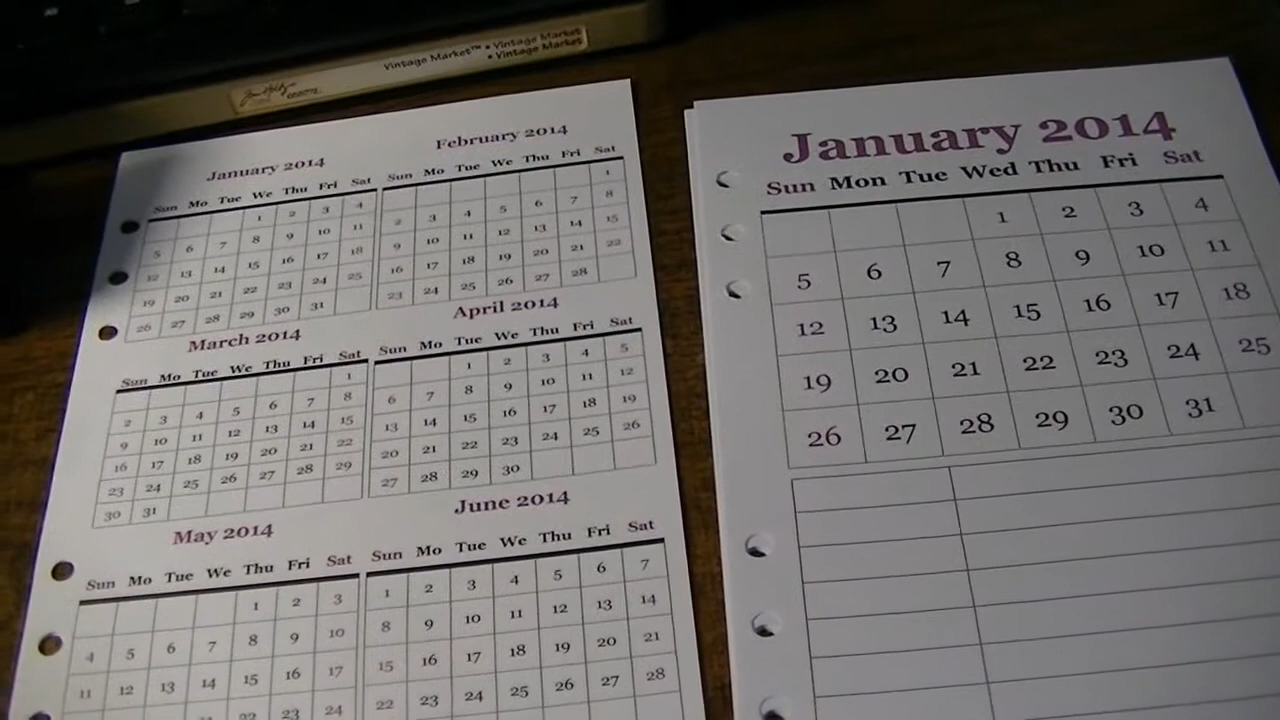 Vintage Market™ • Vintage Market
• Vintage Market
January 2014
Sun Mo Tue We Thu Fri Sat
1 2 3 4
5 6 7 8 9 10 11
12 13 14 15 16 17 18
19 20 21 22 23 24 25
26 27 28 29 30 31
February 2014
Sun Mo Tue We Thu Fri Sat
1
2 3 4 5 6 7 8
9 10 11 12 13 14 15
16 17 18 19 20 21 22
23 24 25 26 27 28
March 2014
Sun Mo Tue We Thu Fri Sat
1
2 3 4 5 6 7 8
9 10 11 12 13 14 15
16 17 18 19 20 21 22
23 24 25 26 27 28 29
30 31
April 2014
Sun Mo Tue We Thu Fri Sat
1 2 3 4 5
6 7 8 9 10 11 12
13 14 15 16 17 18 19
20 21 22 23 24 25 26
27 28 29 30
May 2014
Sun Mo Tue We Thu Fri Sat
1 2 3
4 5 6 7 8 9 10
11 12 13 14 15 16 17
22 23 24
June 2014
Sun Mo Tue We Thu Fri Sat
1 2 3 4 5 6 7
8 9 10 11 12 13 14
15 16 17 18 19 20 21
22 23 24 25 26 27 28
January 2014
Sun Mon Tue Wed Thu Fri Sat
1 2 3 4
5 6 7 8 9 10 11
12 13 14 15 16 17 18
19 20 21 22 23 24 25
26 27 28 29 30 31